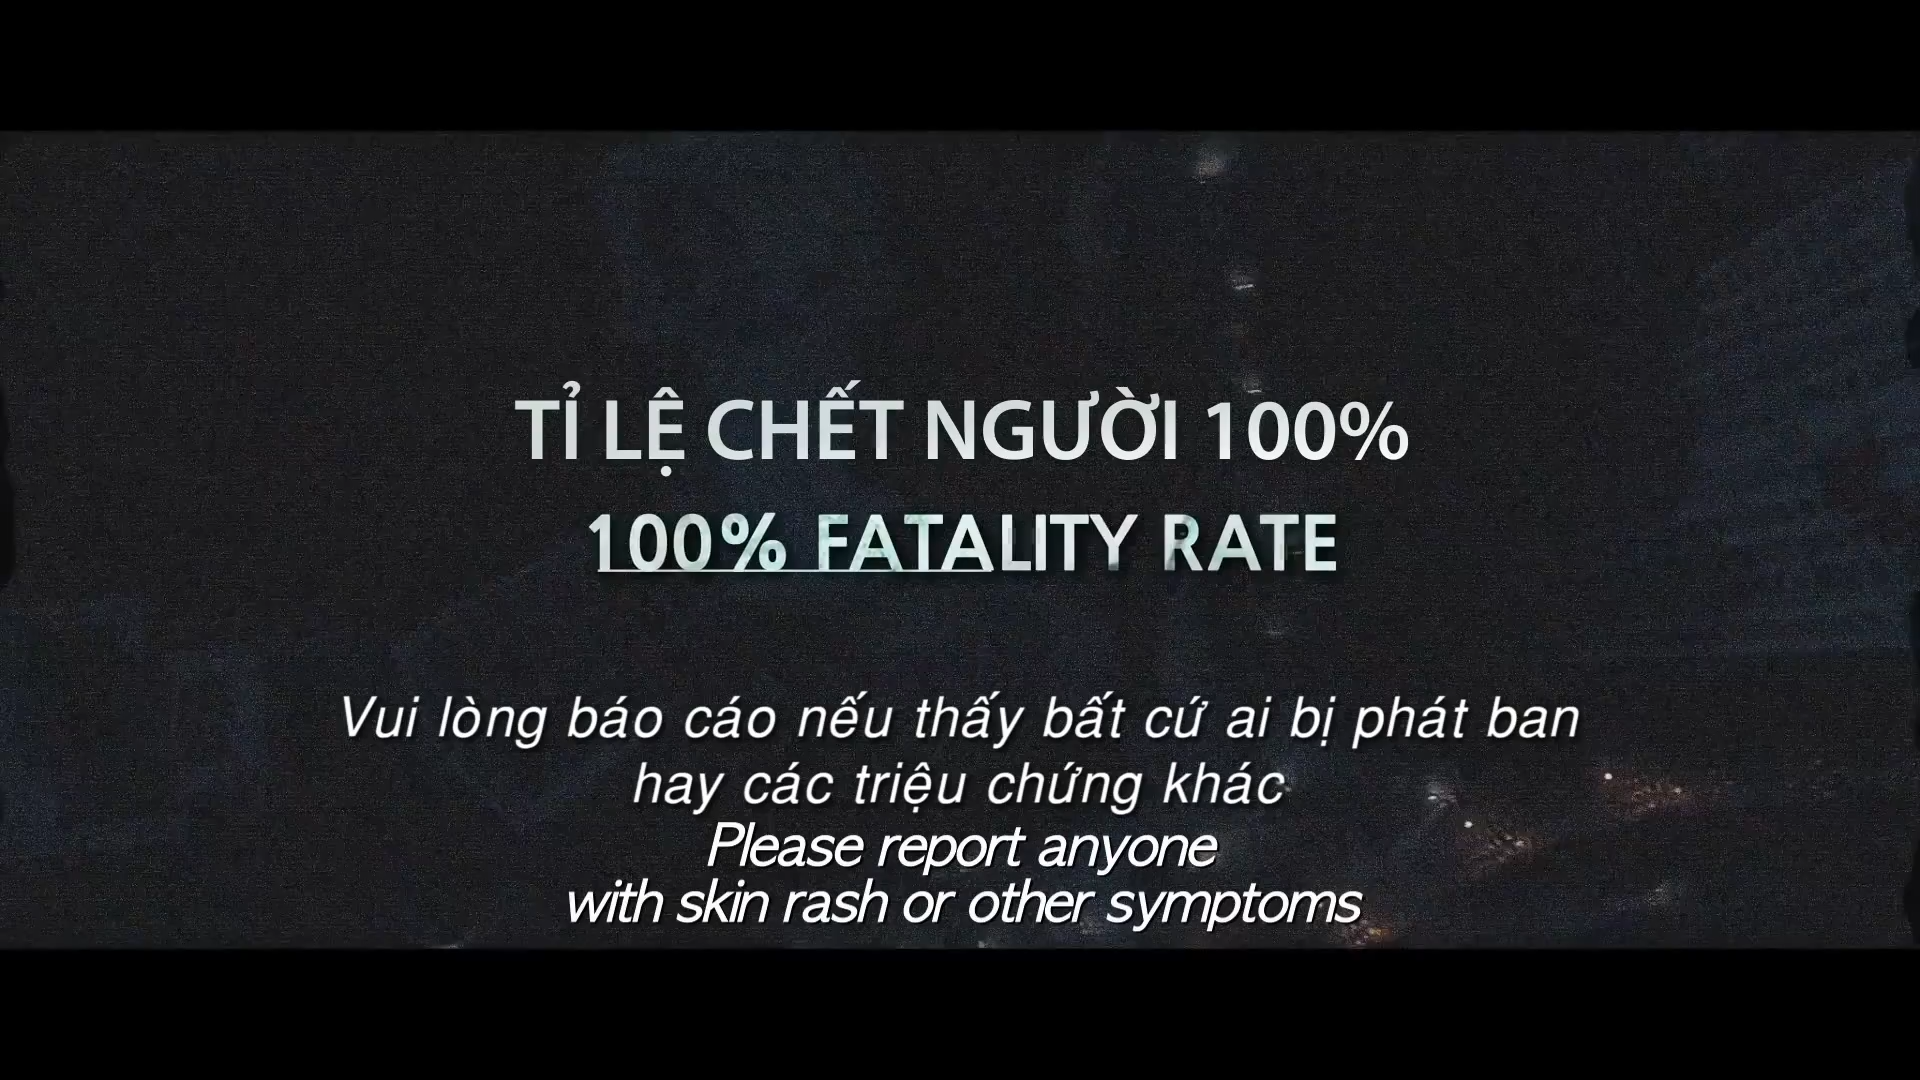 TỈ LỆ CHẾT NGƯỜI 100%
100% FATALITY RATE
Vui lòng báo cáo nếu thấy bất cứ ai bị phát ban
hay các triệu chứng khác
Please report anyone
with skin rash or other symptoms